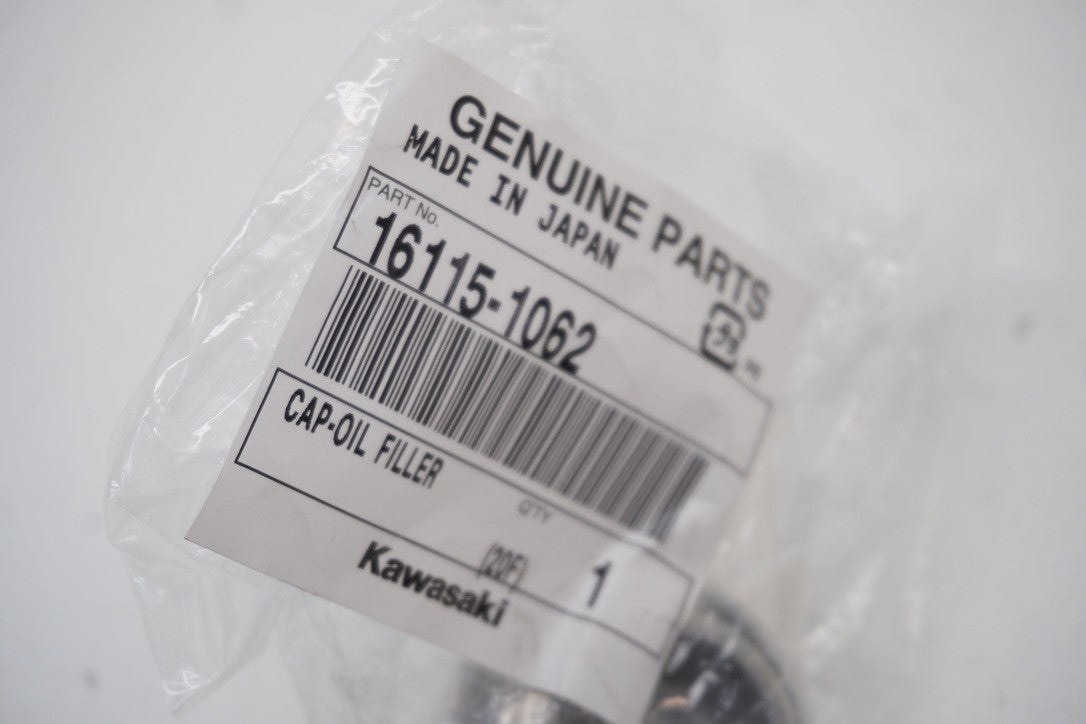 GENUINE PARTS
MADE IN JAPAN
PART No.
16115-1062
CAP-OIL FILLER
QTY
(20F) 1
Kawasaki